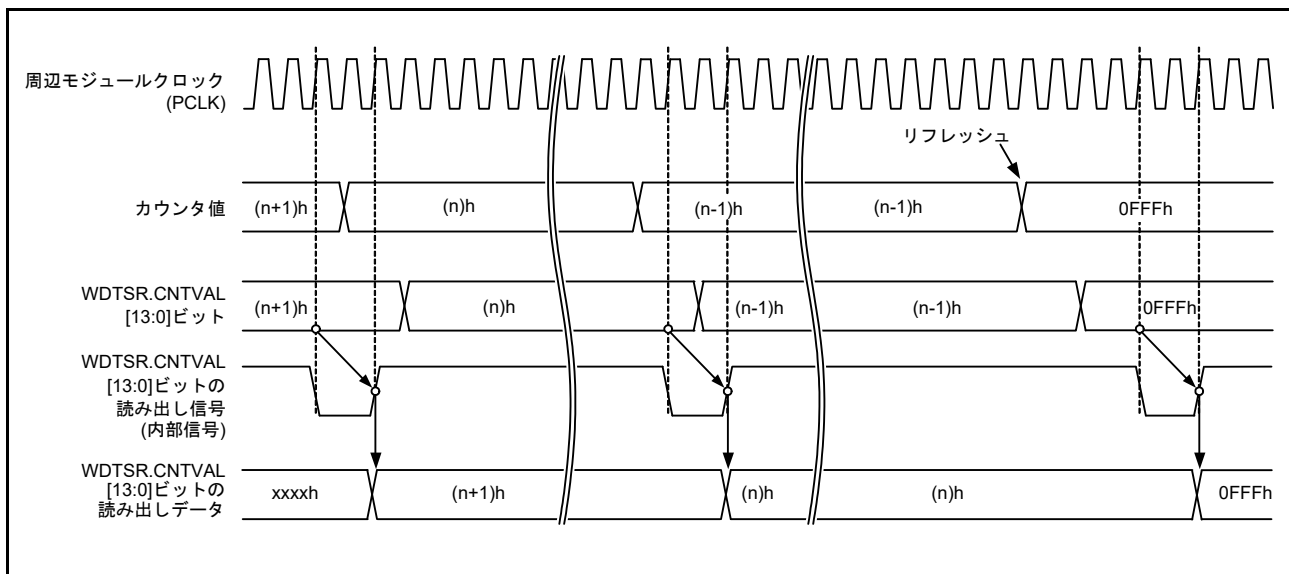 周辺モジュールクロック
(PCLK)
リフレッシュ
カウンタ値
(n+1)h
(n)h
(n-1)h
(n-1)h
0FFFh
WDTSR.CNTVAL
[13:0]ビット
(n+1)h
(n)h
(n-1)h
(n-1)h
0FFFh
WDTSR.CNTVAL
[13:0]ビットの
読み出し信号
(内部信号)
WDTSR.CNTVAL
[13:0]ビットの
読み出しデータ
xxxxh
(n+1)h
(n)h
(n)h
0FFFh